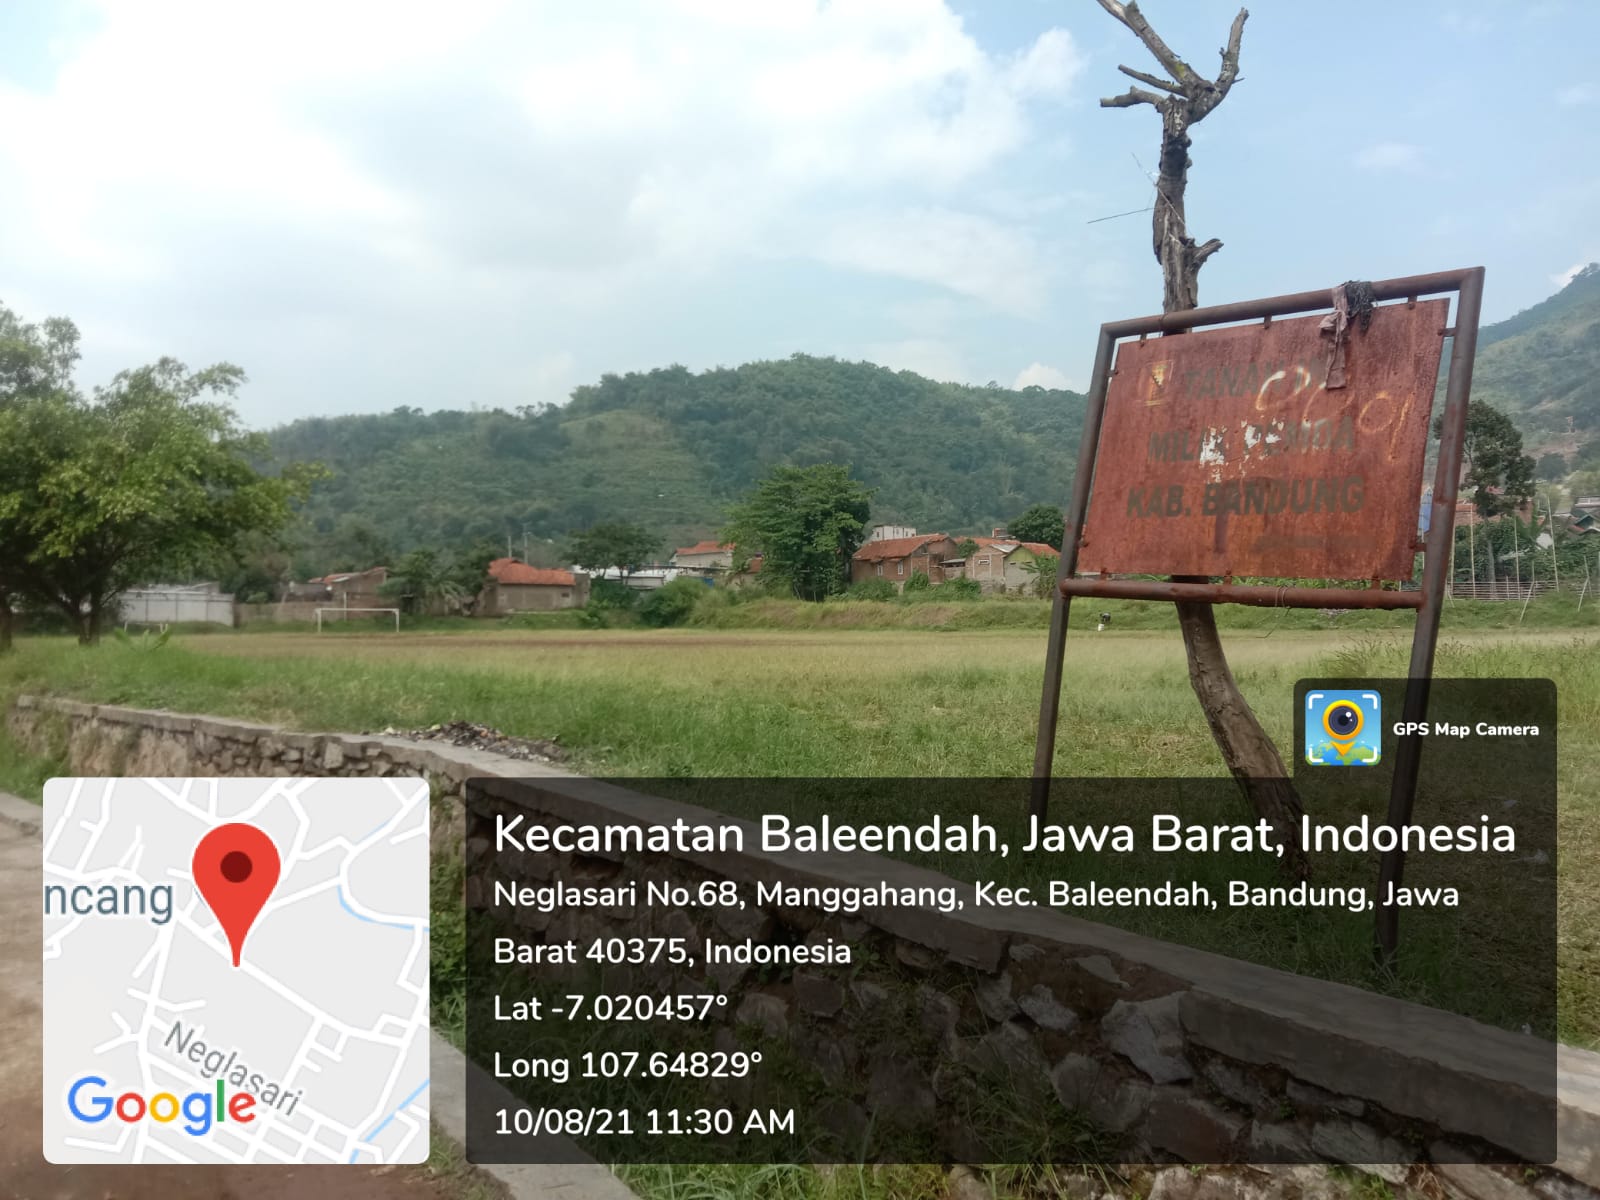 TANAH INI
MILIK PEMDA
KAB. BANDUNG
GPS Map Camera
Kecamatan Baleendah, Jawa Barat, Indonesia
Neglasari No.68, Manggahang, Kec. Baleendah, Bandung, Jawa
Barat 40375, Indonesia
Lat -7.020457°
Long 107.64829°
10/08/21 11:30 AM
ncang
Neglasari
Google